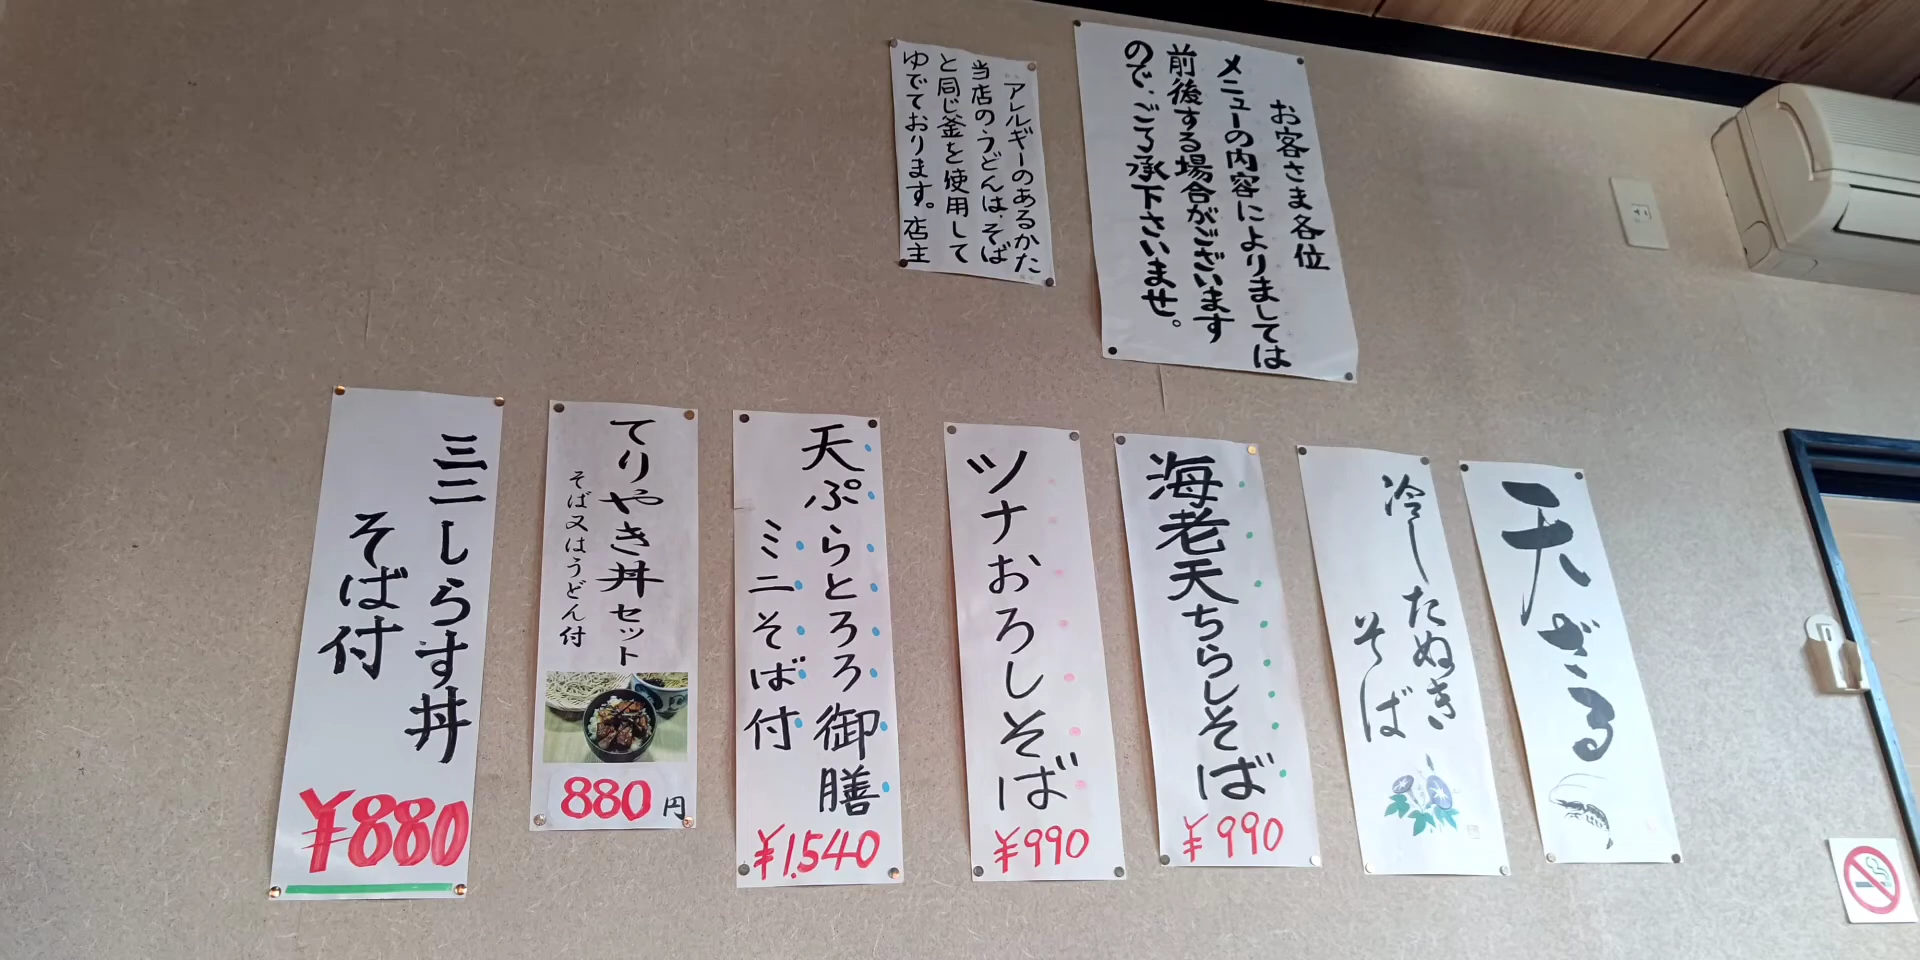 お客さま各位
メニューの内容によりましては
前後する場合がございます
ので、ご了承下さいませ。
アレルギーのあるかた
当店のうどんは、そば
と同じ釜を使用して
ゆでております。店主
天ざる
冷したぬき
そば
海老天ちらしそば
¥990
ツナおろしそば
¥990
天ぷらとろろ御膳
ミニそば付
¥1,540
てりやき丼セット
そば又はうどん付
880円
ミニしらす丼
そば付
¥880